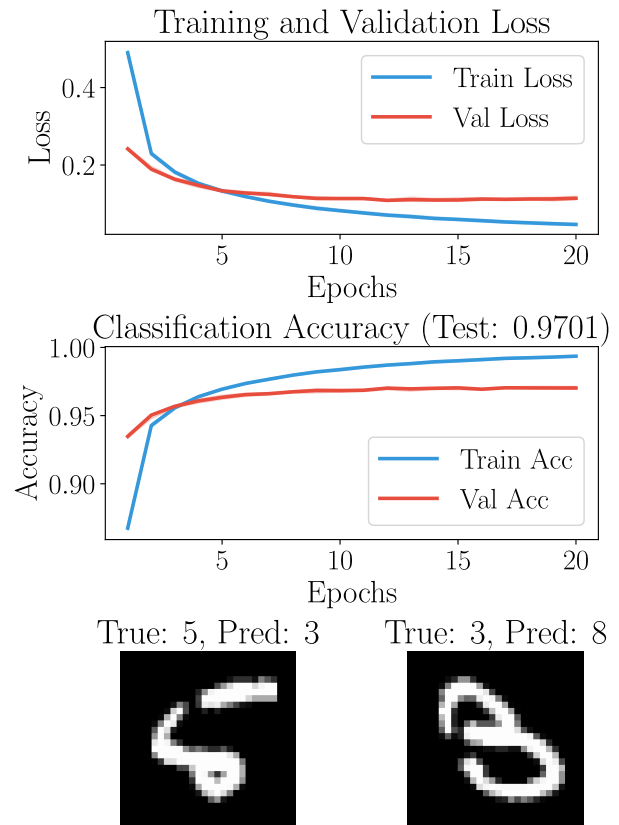 Training and Validation Loss
Loss
0.4
0.2
Train Loss
Val Loss
5 10 15 20
Epochs
Classification Accuracy (Test: 0.9701)
Accuracy
1.00
0.95
0.90
Train Acc
Val Acc
5 10 15 20
Epochs
True: 5, Pred: 3 True: 3, Pred: 8
5 3